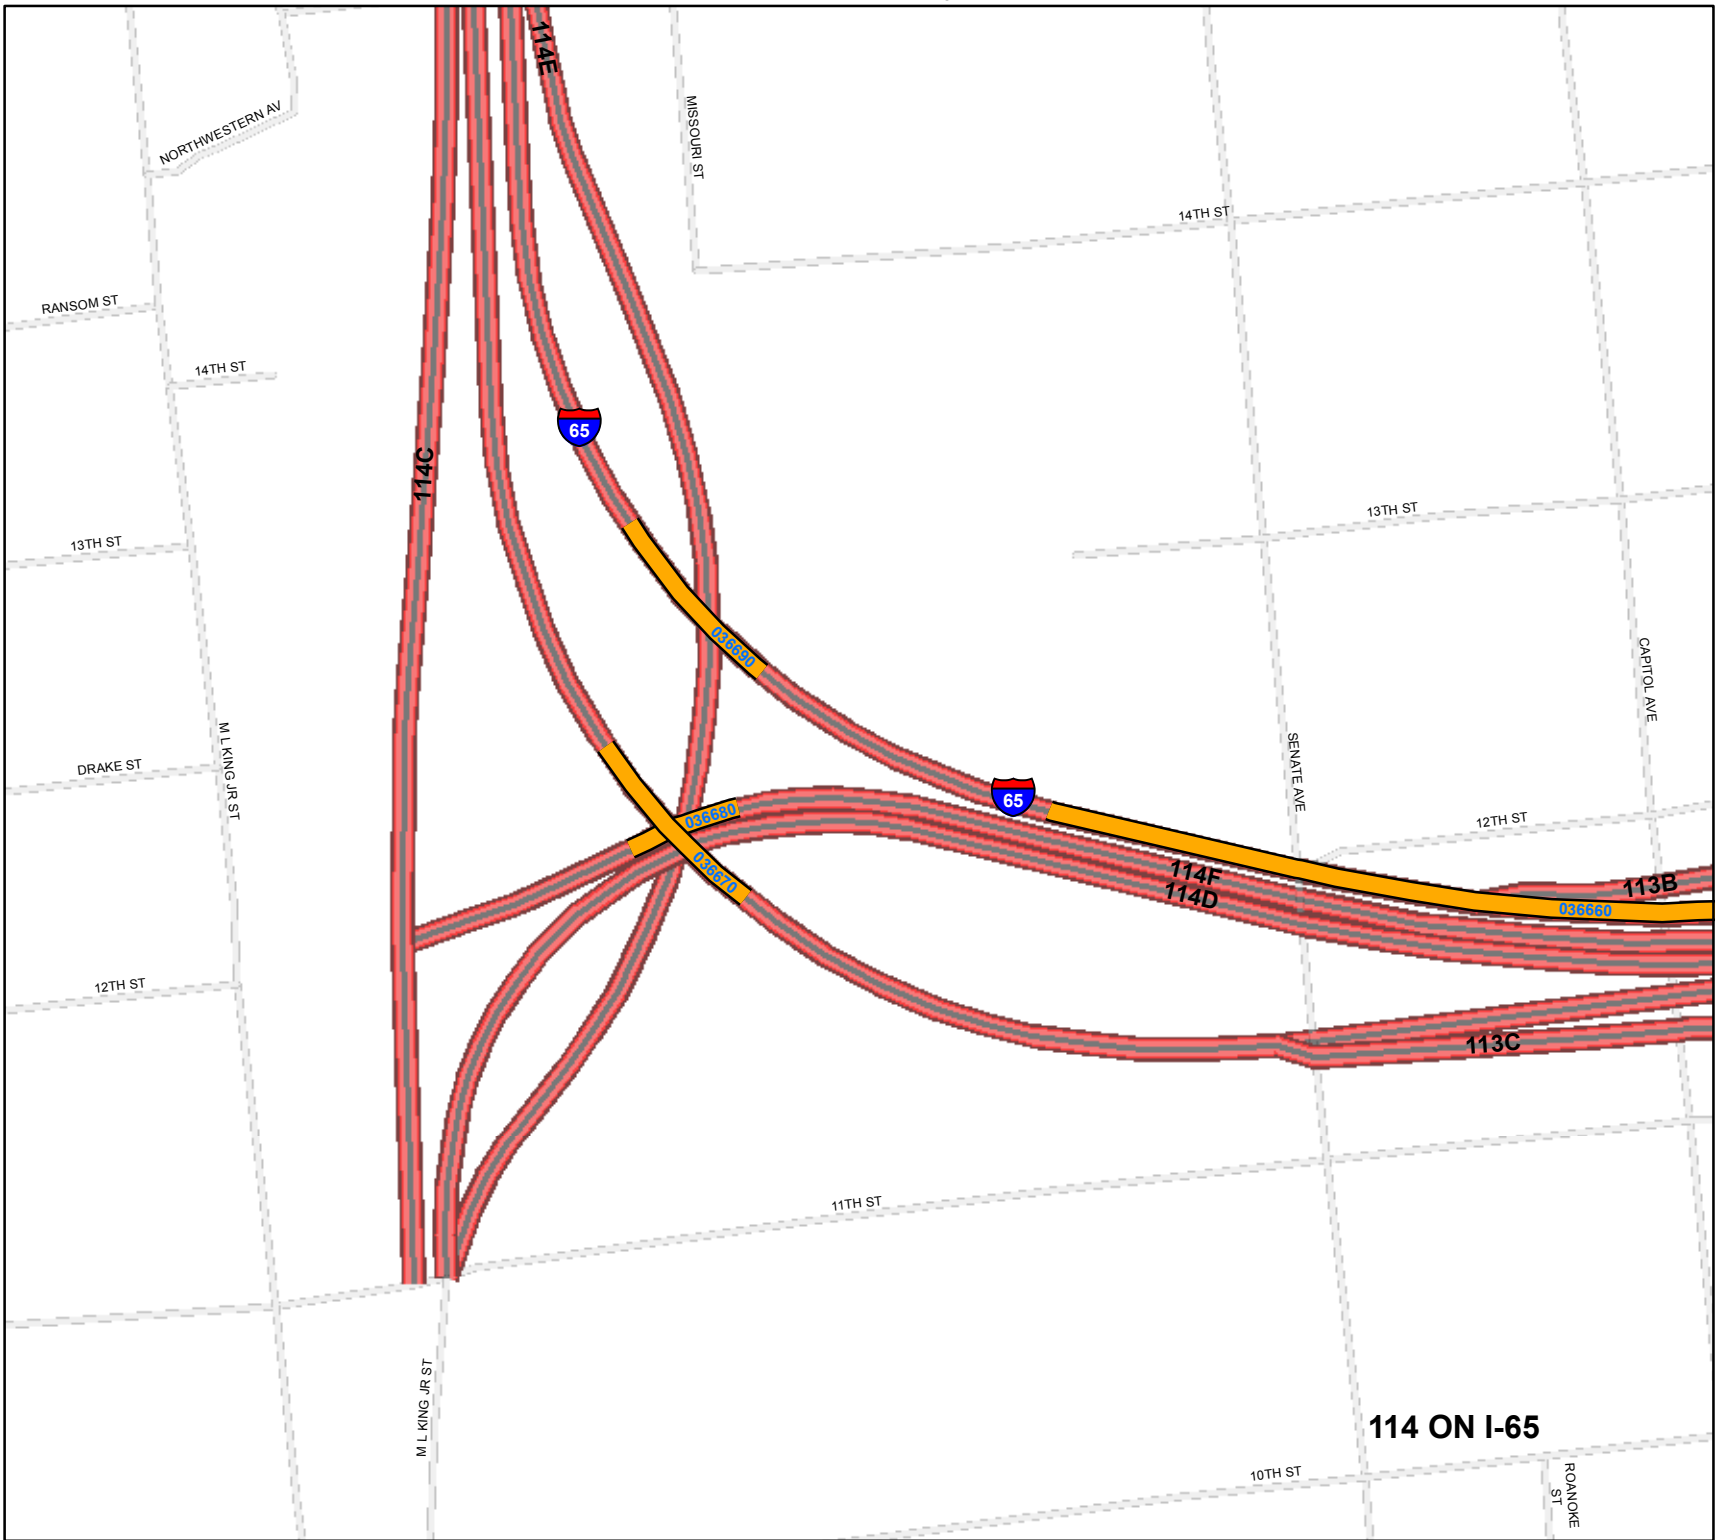 114E
MISSOURI ST
NORTHWESTERN AV
14TH ST
RANSOM ST
14TH ST
65
114C
13TH ST
13TH ST
036690
CAPITOL AVE
M L KING JR ST
DRAKE ST
SENATE AVE
65
036680
12TH ST
036670
114F
114D
113B
036660
12TH ST
113C
11TH ST
M L KING JR ST
114 ON I-65
10TH ST
ROANOKE
ST